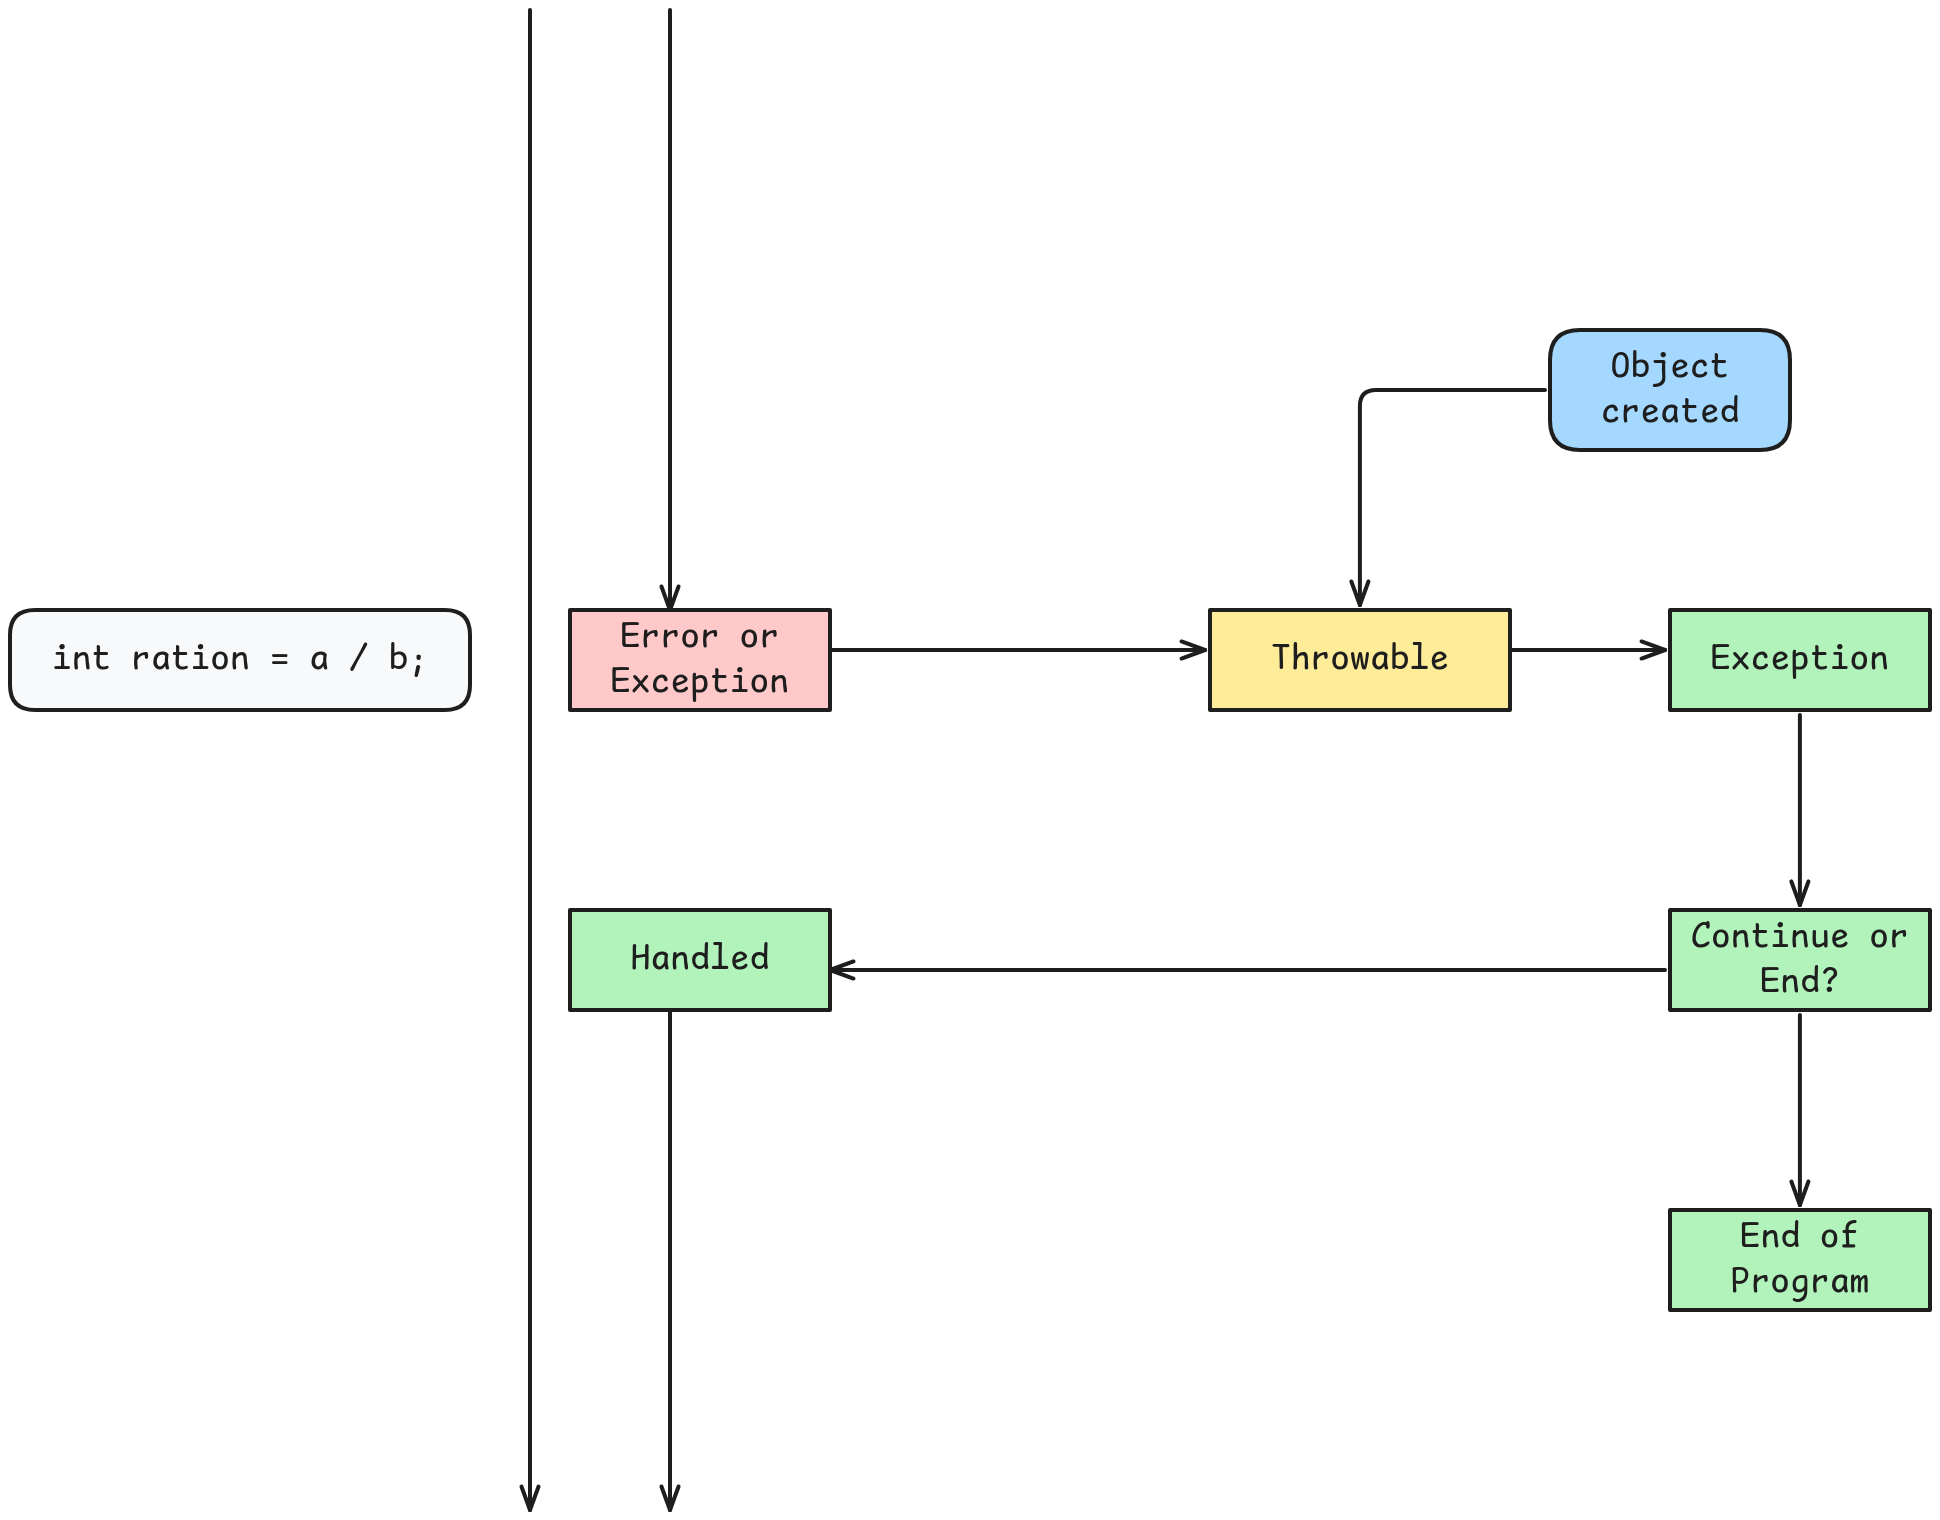 Object
created
int ration = a / b;
Error or
Exception
Throwable
Exception
Handled
Continue or
End?
End of
Program